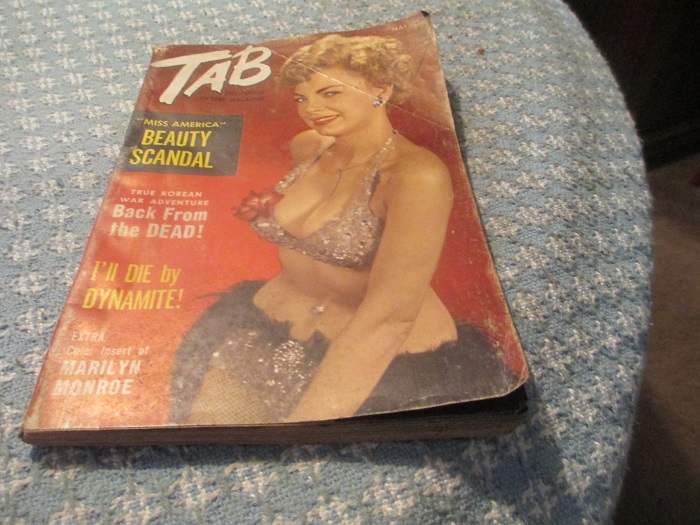 TAB
"MISS AMERICA"
BEAUTY
SCANDAL
TRUE KOREAN
WAR ADVENTURE
Back From
the DEAD!
I'll DIE by
DYNAMITE!
EXTRA
Color Insert of
MARILYN
MONROE